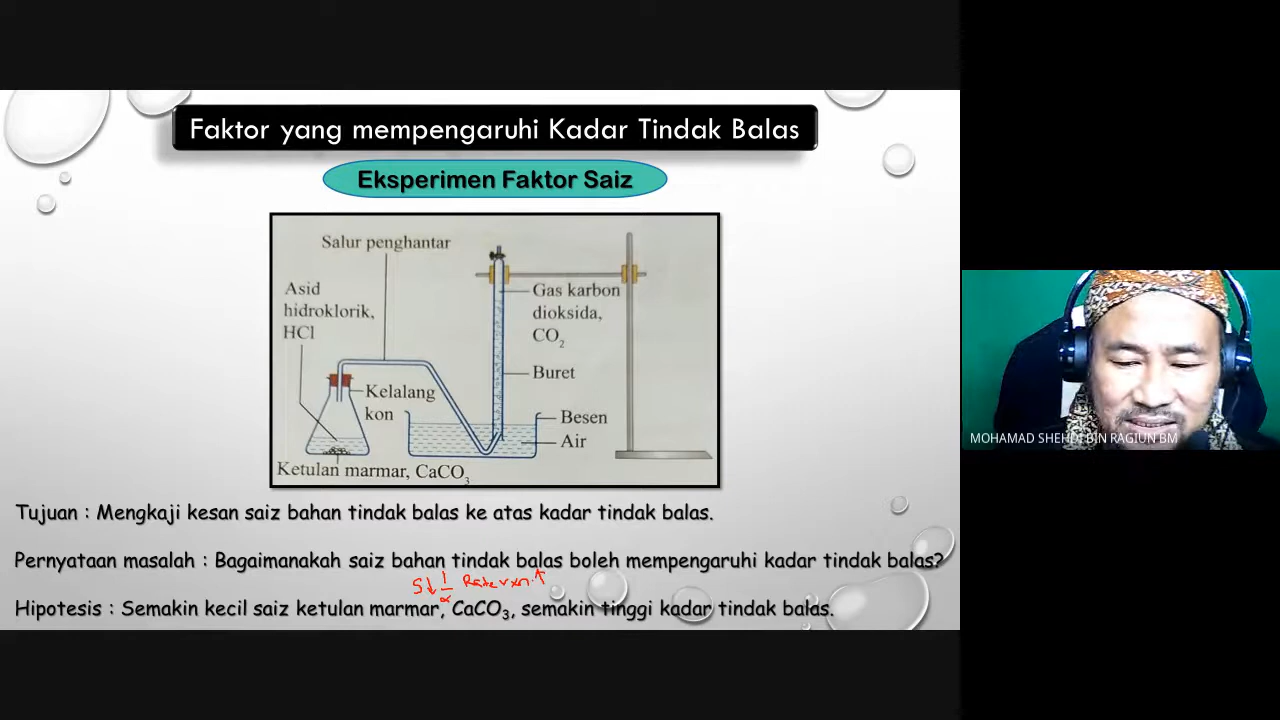 Faktor yang mempengaruhi Kadar Tindak Balas
Eksperimen Faktor Saiz
Salur penghantar
Asid
hidroklorik,
HCl
Gas karbon
dioksida,
CO₂
Buret
Kelalang
kon
Besen
Air
Ketulan marmar, CaCO₃
Tujuan : Mengkaji kesan saiz bahan tindak balas ke atas kadar tindak balas.
Pernyataan masalah : Bagaimanakah saiz bahan tindak balas boleh mempengaruhi kadar tindak balas?
S↓ 1/α Rate rxn ↑
Hipotesis : Semakin kecil saiz ketulan marmar, CaCO₃, semakin tinggi kadar tindak balas.
MOHAMAD SHEHDI BIN RAGIUN BM